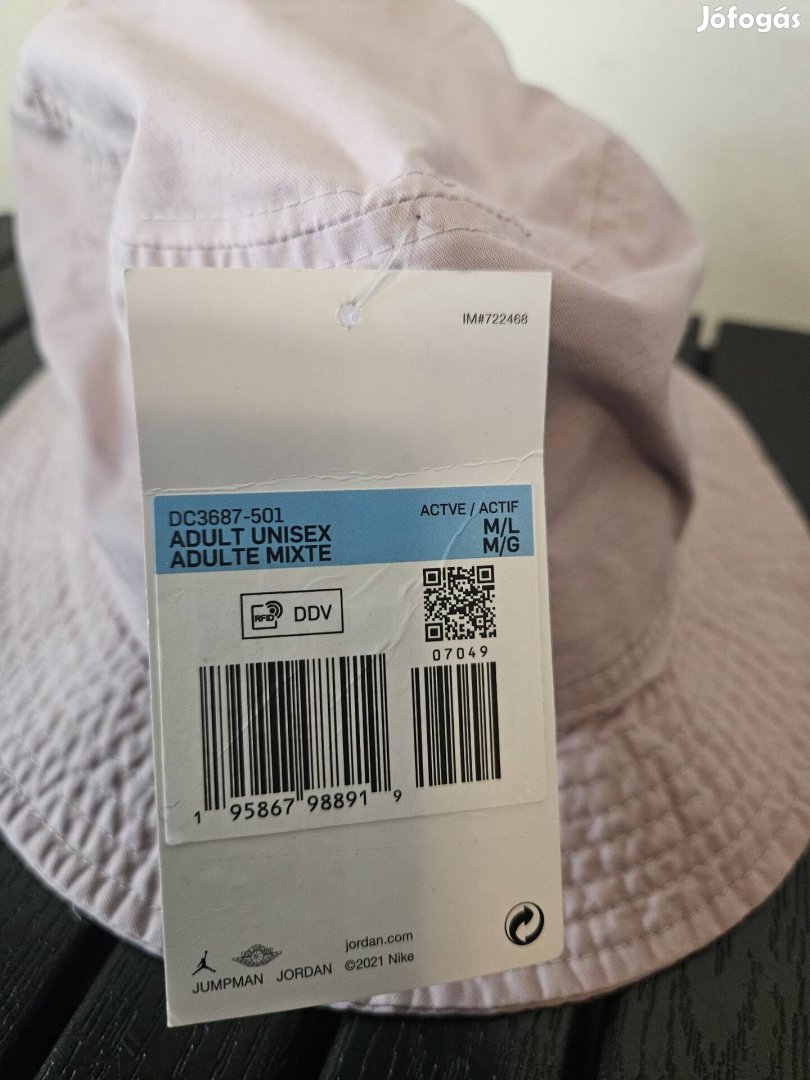 Jófogás
IM#722468
DC3687-501
ADULT UNISEX
ADULTE MIXTE
ACTVE / ACTIF
M/L
M/G
RFID DDV
07049
1 95867 98891 9
jordan.com
JUMPMAN JORDAN ©2021 Nike